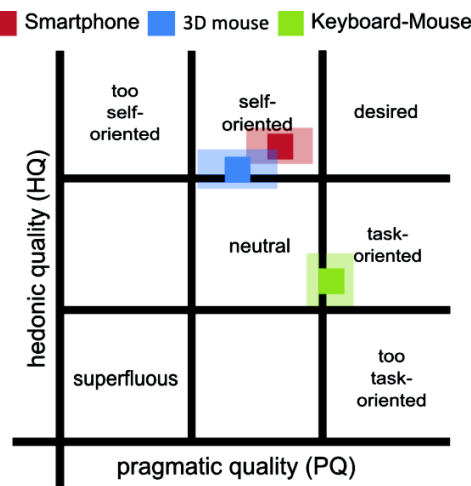 Smartphone 3D mouse Keyboard-Mouse
too
self-
oriented
self-
oriented
desired
hedonic quality (HQ)
neutral
task-
oriented
superfluous
too
task-
oriented
pragmatic quality (PQ)